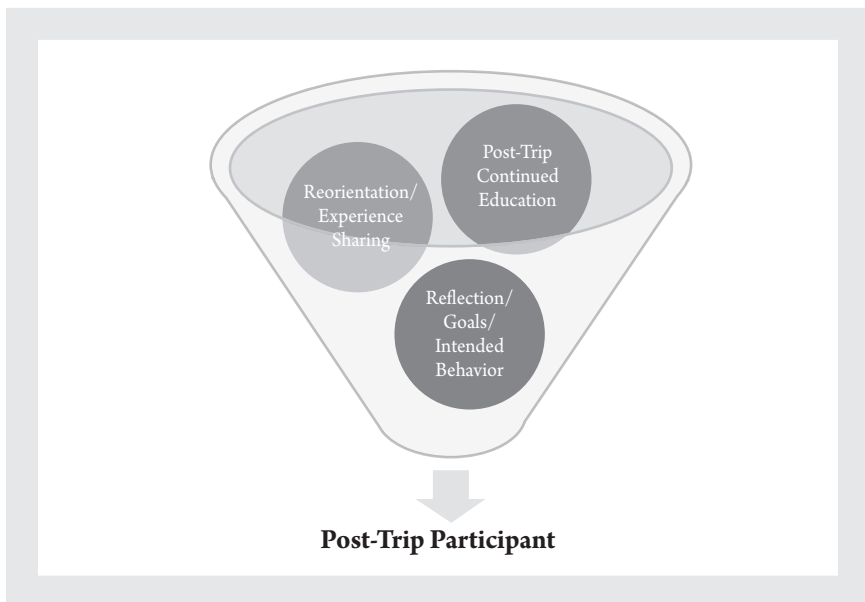 Post-Trip
Continued
Education
Reorientation/
Experience
Sharing
Reflection/
Goals/
Intended
Behavior
Post-Trip Participant